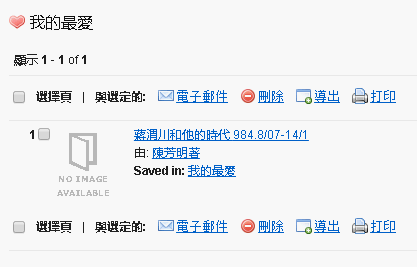 我的最愛
顯示 1 - 1 of 1
選擇頁 | 與選定的: 電子郵件 刪除 導出 打印
1 蔣渭川和他的時代 984.8/07-14/1
NO IMAGE
AVAILABLE
由: 陳芳明著
Saved in: 我的最愛
選擇頁 | 與選定的: 電子郵件 刪除 導出 打印